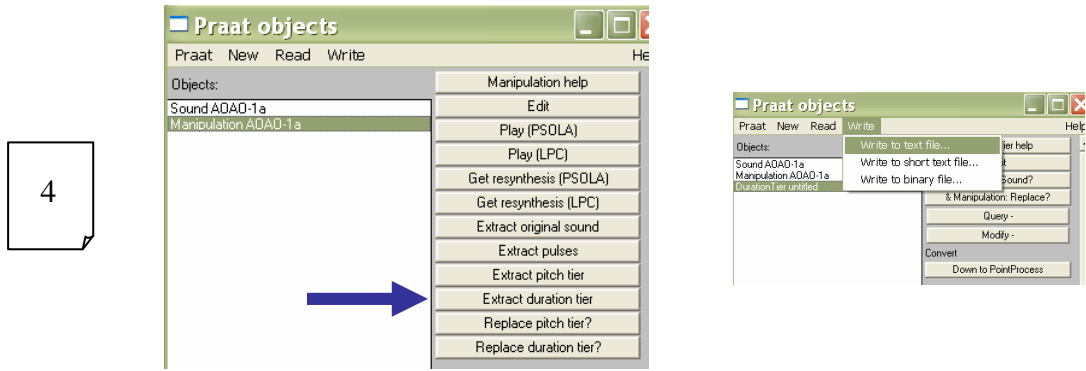 4
Praat objects
Praat New Read Write He
Objects:
Sound AOAO-1a
Manipulation AOAO-1a
Manipulation help
Edit
Play (PSOLA)
Play (LPC)
Get resynthesis (PSOLA)
Get resynthesis (LPC)
Extract original sound
Extract pulses
Extract pitch tier
Extract duration tier
Replace pitch tier?
Replace duration tier?
Praat objects
Praat New Read Write Help
Objects:
Sound AOAO-1a
Manipulation AOAO-1a
DurationTier untitled
Write to text file...
Write to short text file...
Write to binary file...
ier help
Sound?
& Manipulation: Replace?
Query -
Modify -
Convert
Down to PointProcess